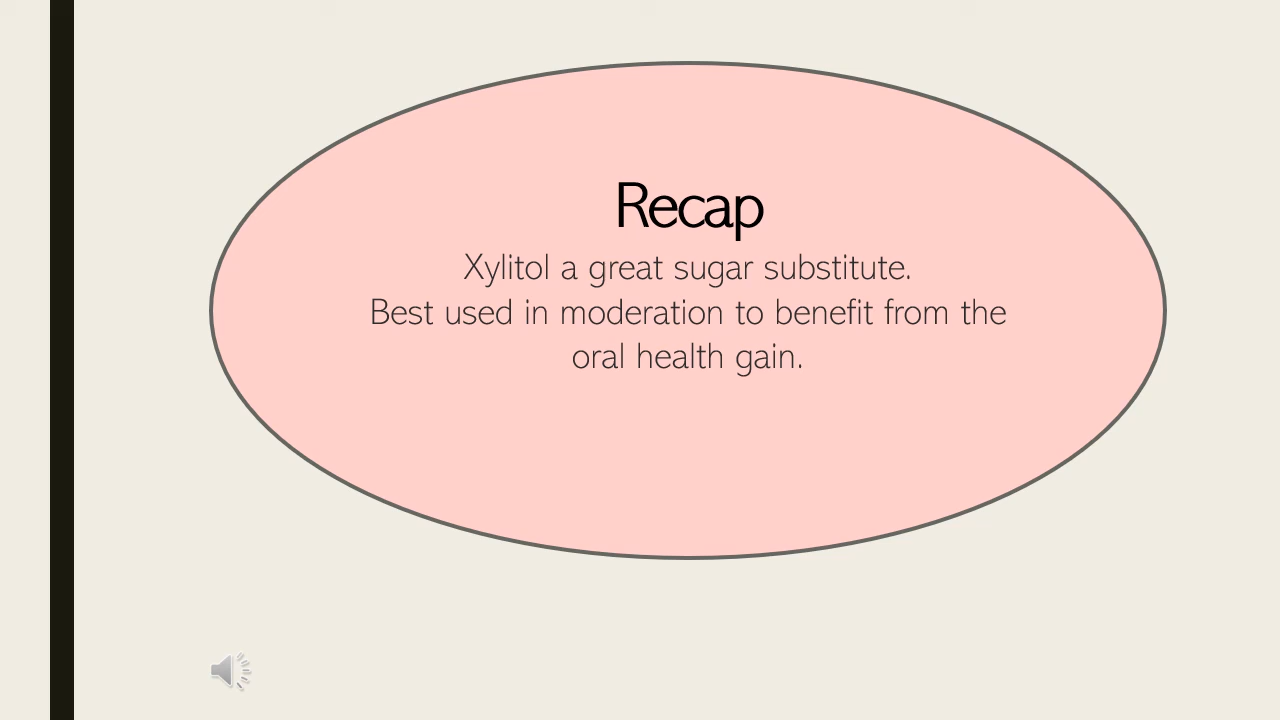 Recap
Xylitol a great sugar substitute.
Best used in moderation to benefit from the
oral health gain.